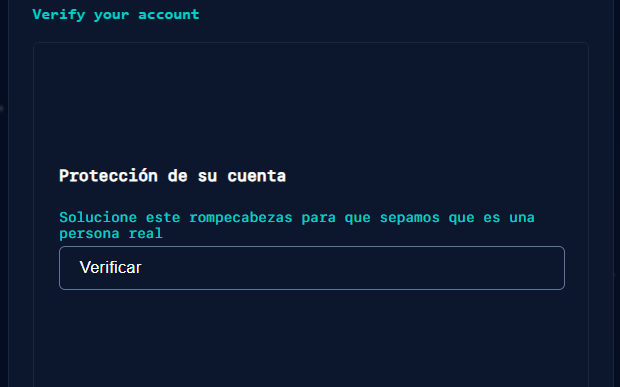 Verify your account
Protección de su cuenta
Solucione este rompecabezas para que sepamos que es una
persona real
Verificar